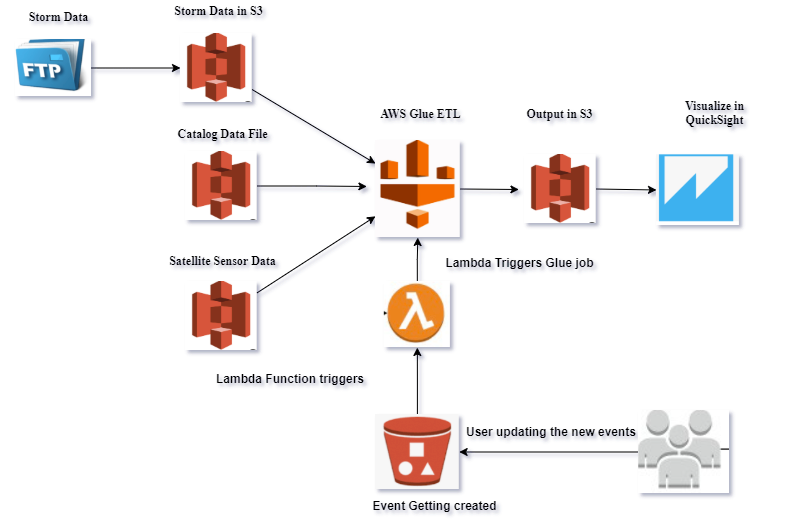 Storm Data
Storm Data in S3
FTP
Catalog Data File
AWS Glue ETL
Output in S3
Visualize in
QuickSight
Satellite Sensor Data
Lambda Triggers Glue job
λ
Lambda Function triggers
User updating the new events
Event Getting created